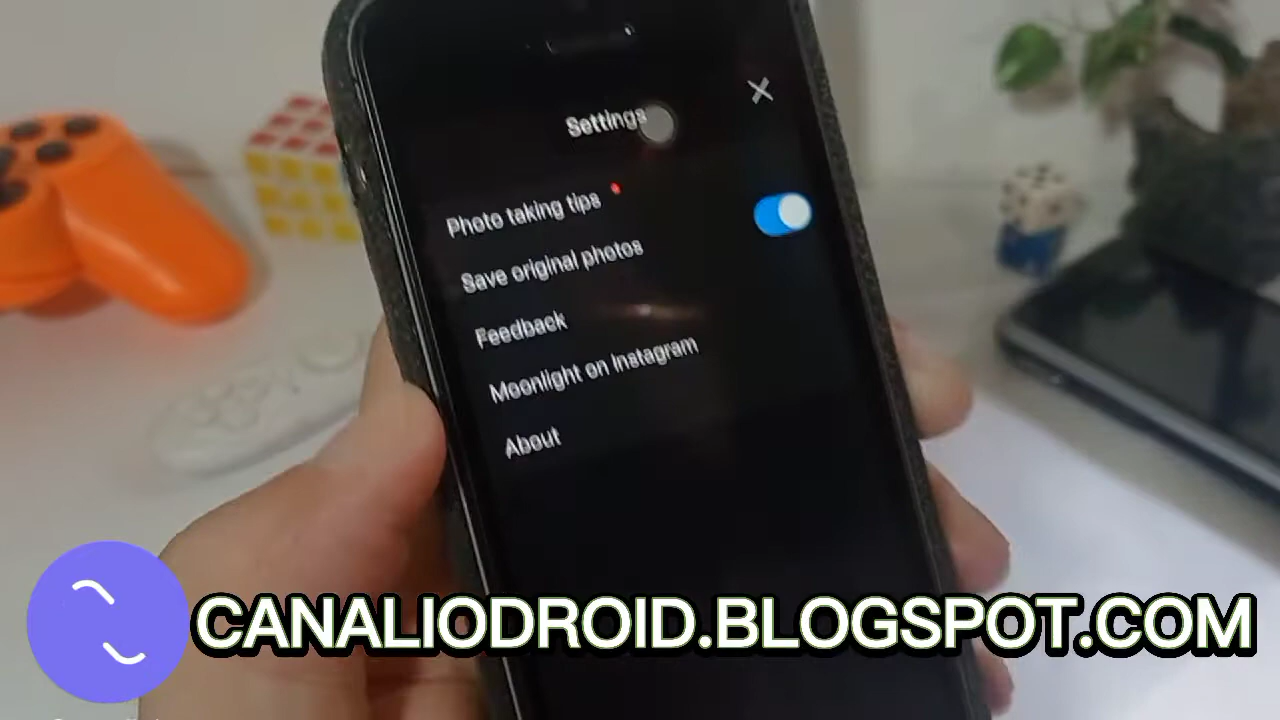 Settings
Photo taking tips
Save original photos
Feedback
Moonlight on Instagram
About
CANALIODROID.BLOGSPOT.COM